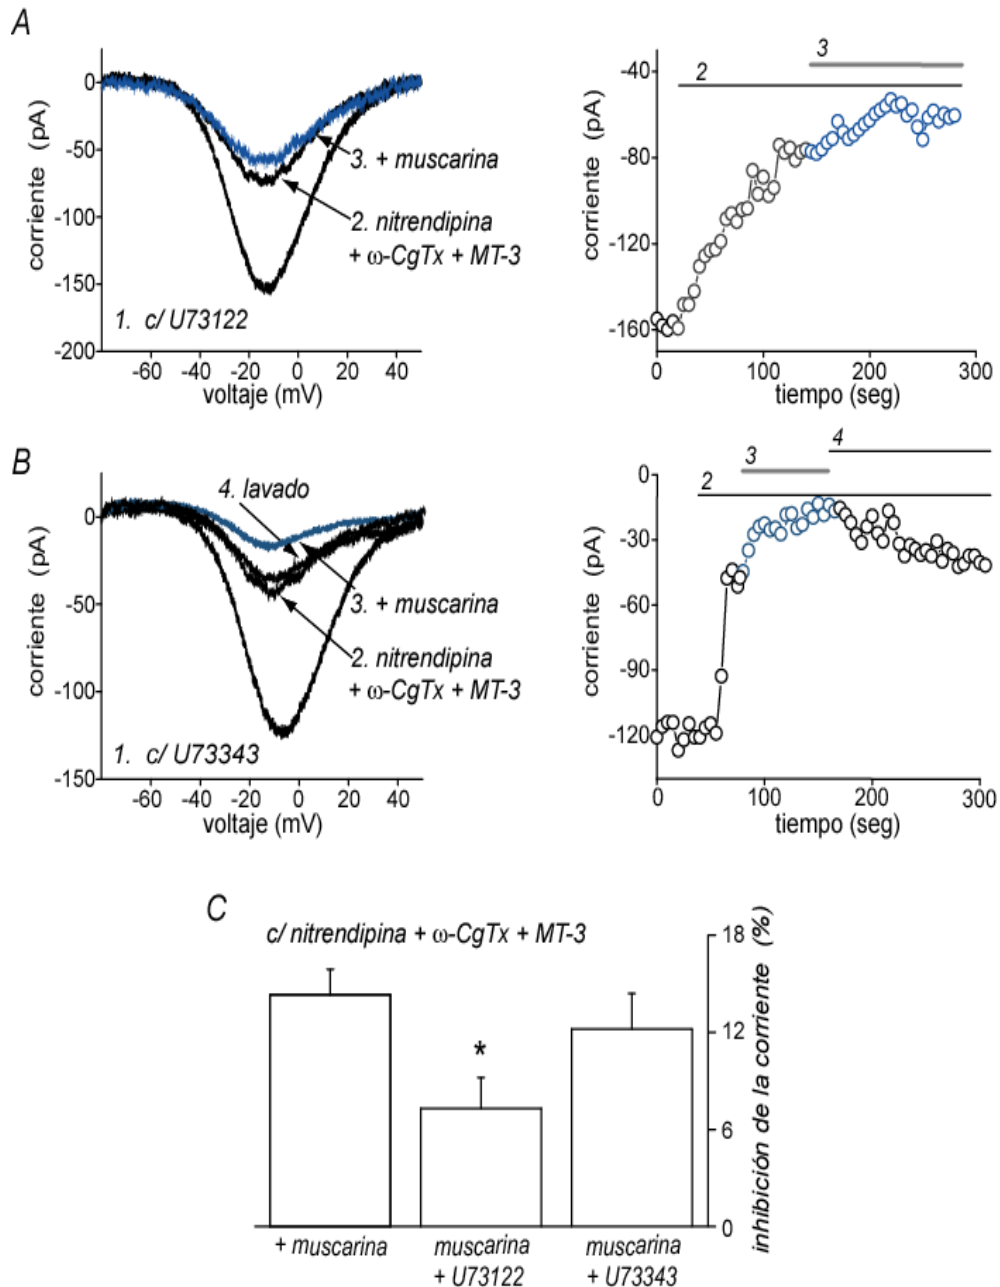 A
corriente (pA)
0
-50
-100
-150
-200
3. + muscarina
2. nitrendipina
+ ω-CgTx + MT-3
1. c/ U73122
-60 -40 -20 0 20 40
voltaje (mV)
corriente (pA)
-40
-80
-120
-160
3
2
0 100 200 300
tiempo (seg)
B
corriente (pA)
0
-50
-100
-150
4. lavado
3. + muscarina
2. nitrendipina
+ ω-CgTx + MT-3
1. c/ U73343
-60 -40 -20 0 20 40
voltaje (mV)
corriente (pA)
0
-30
-60
-90
-120
4
3
2
0 100 200 300
tiempo (seg)
C
c/ nitrendipina + ω-CgTx + MT-3
*
18
12
6
0
inhibición de la corriente (%)
+ muscarina
muscarina
+ U73122
muscarina
+ U73343